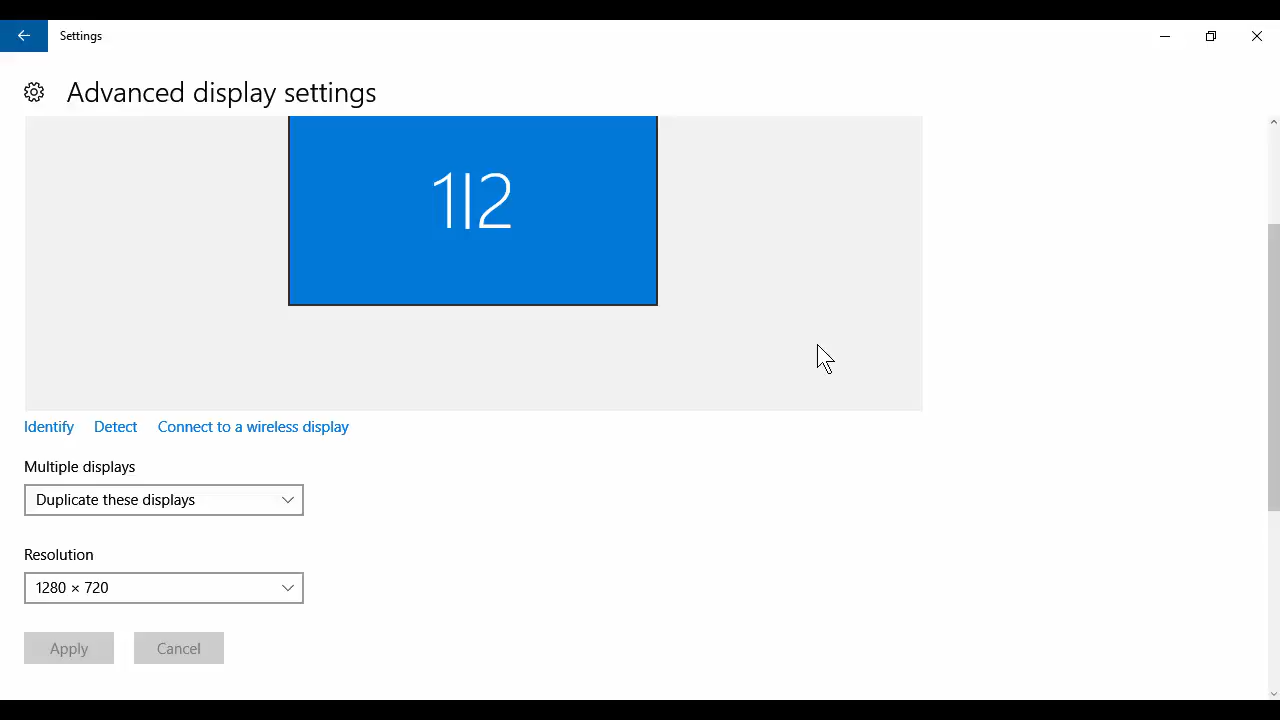 Settings
Advanced display settings
1|2
Identify Detect Connect to a wireless display
Multiple displays
Duplicate these displays
Resolution
1280 × 720
Apply Cancel